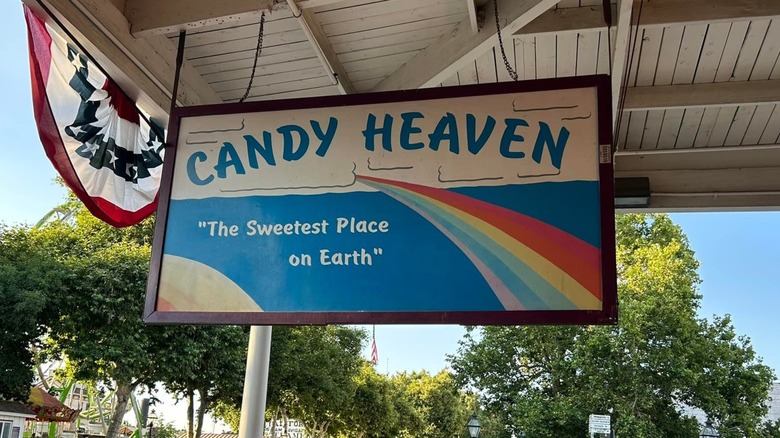 CANDY HEAVEN
"The Sweetest Place
on Earth"